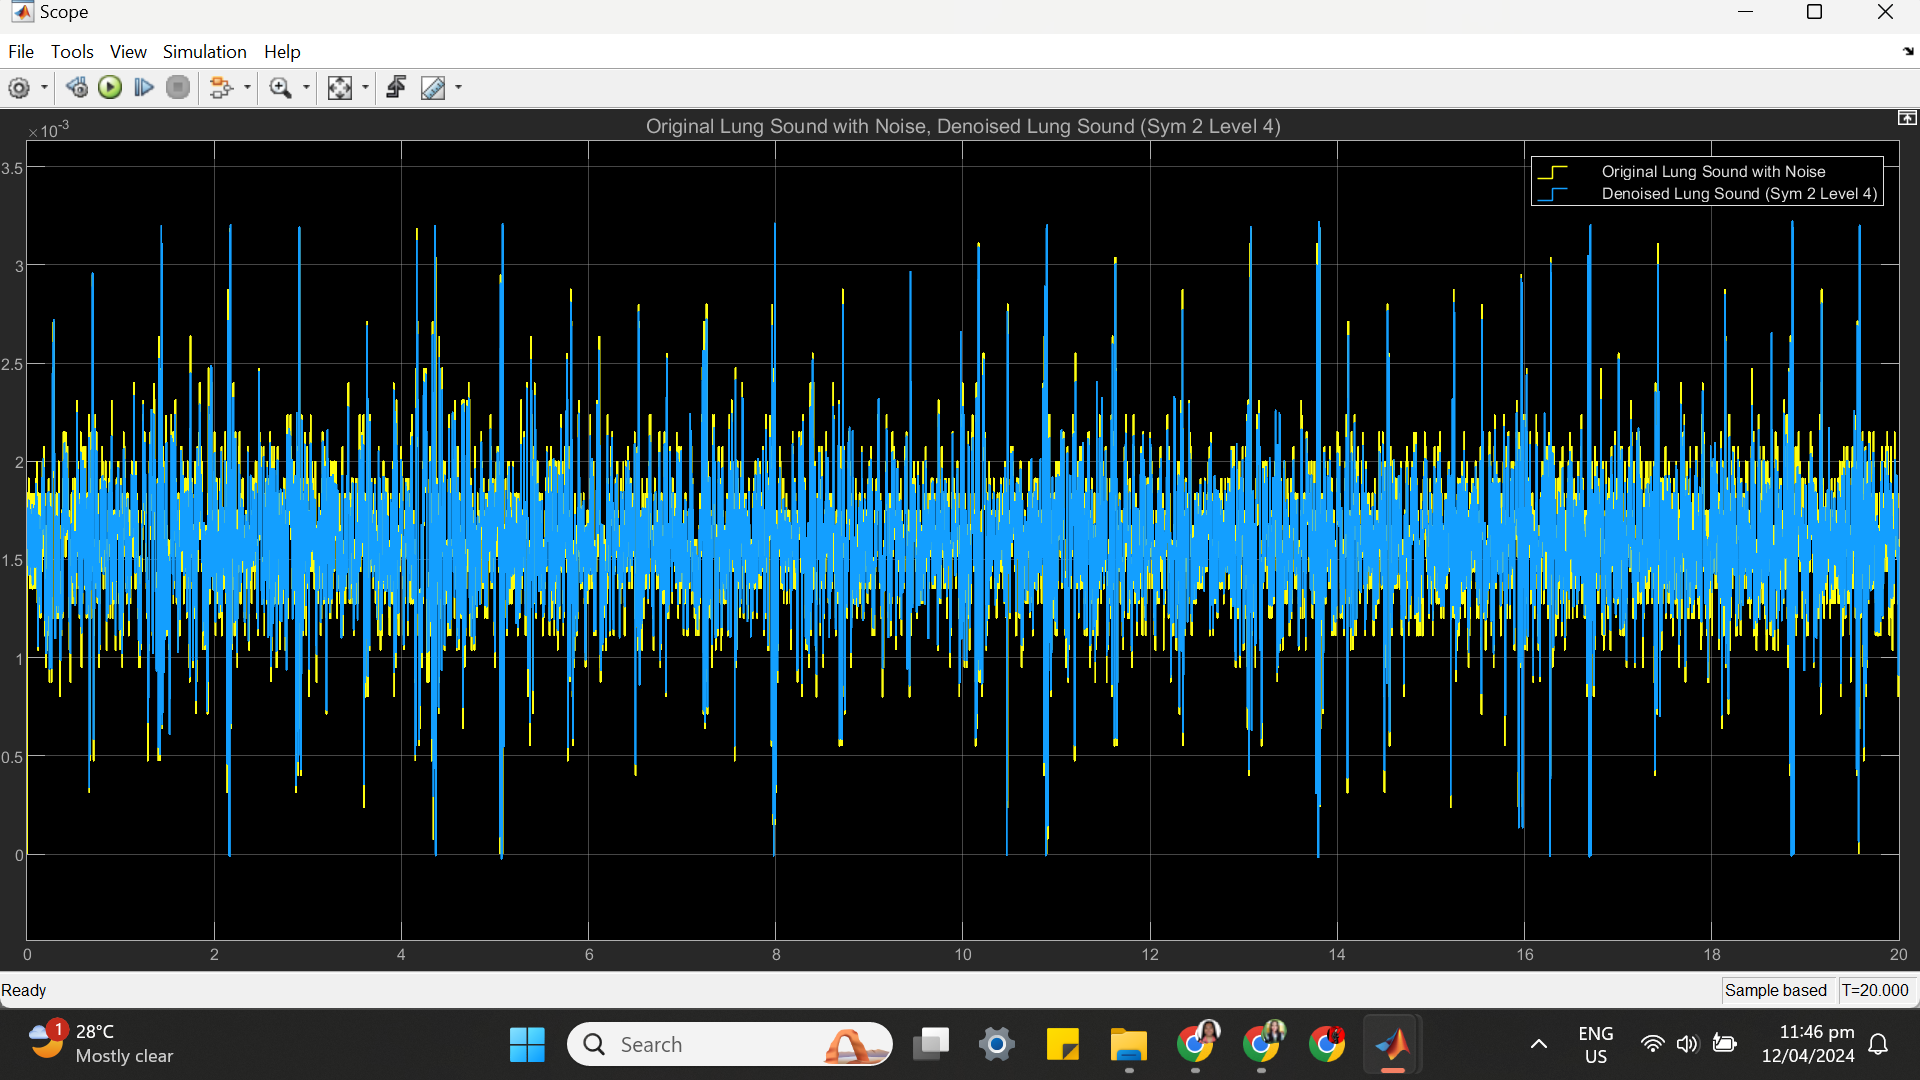 Scope
File Tools View Simulation Help
×10-3
Original Lung Sound with Noise, Denoised Lung Sound (Sym 2 Level 4)
Original Lung Sound with Noise
Denoised Lung Sound (Sym 2 Level 4)
3.5
3
2.5
2
1.5
1
0.5
0
0 2 4 6 8 10 12 14 16 18 20
Ready
Sample based T=20.000
1
28°C
Mostly clear
Search
ENG
US
11:46 pm
12/04/2024